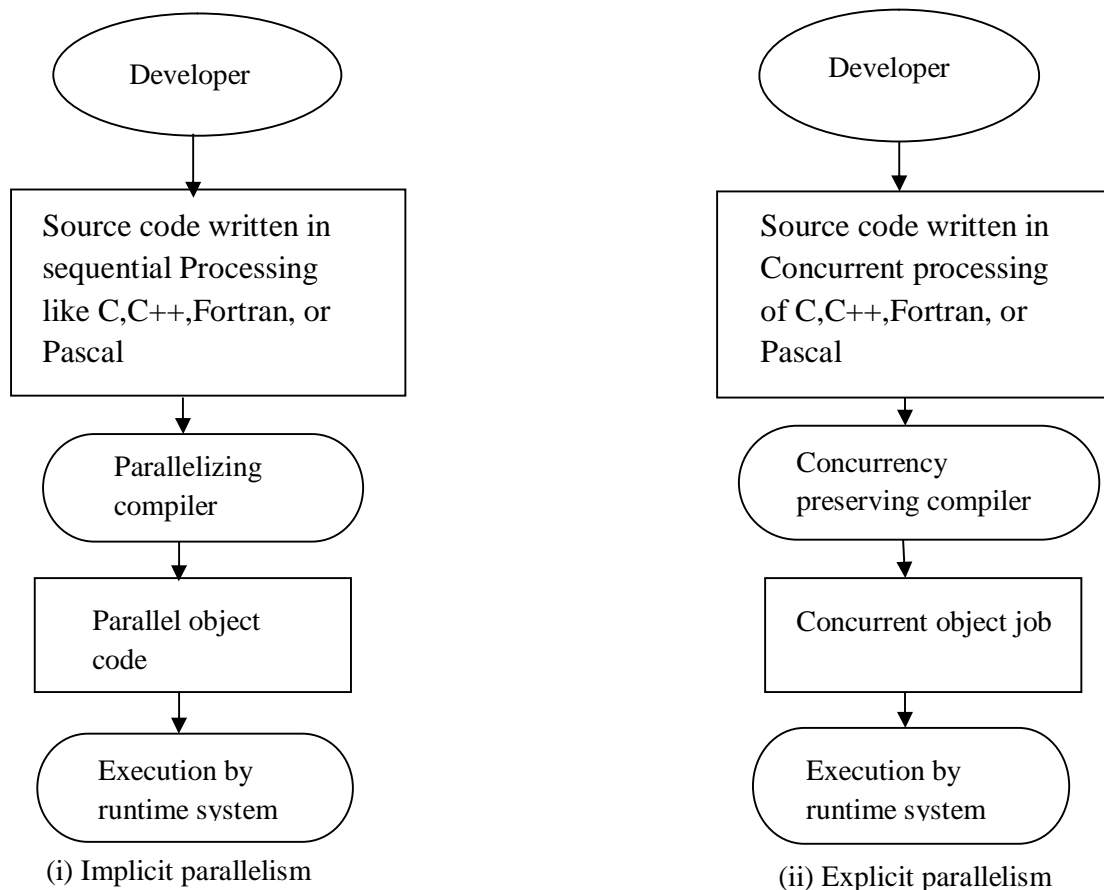 Developer
Source code written in
sequential Processing
like C,C++,Fortran, or
Pascal
Parallelizing
compiler
Parallel object
code
Execution by
runtime system
(i) Implicit parallelism
Developer
Source code written in
Concurrent processing
of C,C++,Fortran, or
Pascal
Concurrency
preserving compiler
Concurrent object job
Execution by
runtime system
(ii) Explicit parallelism